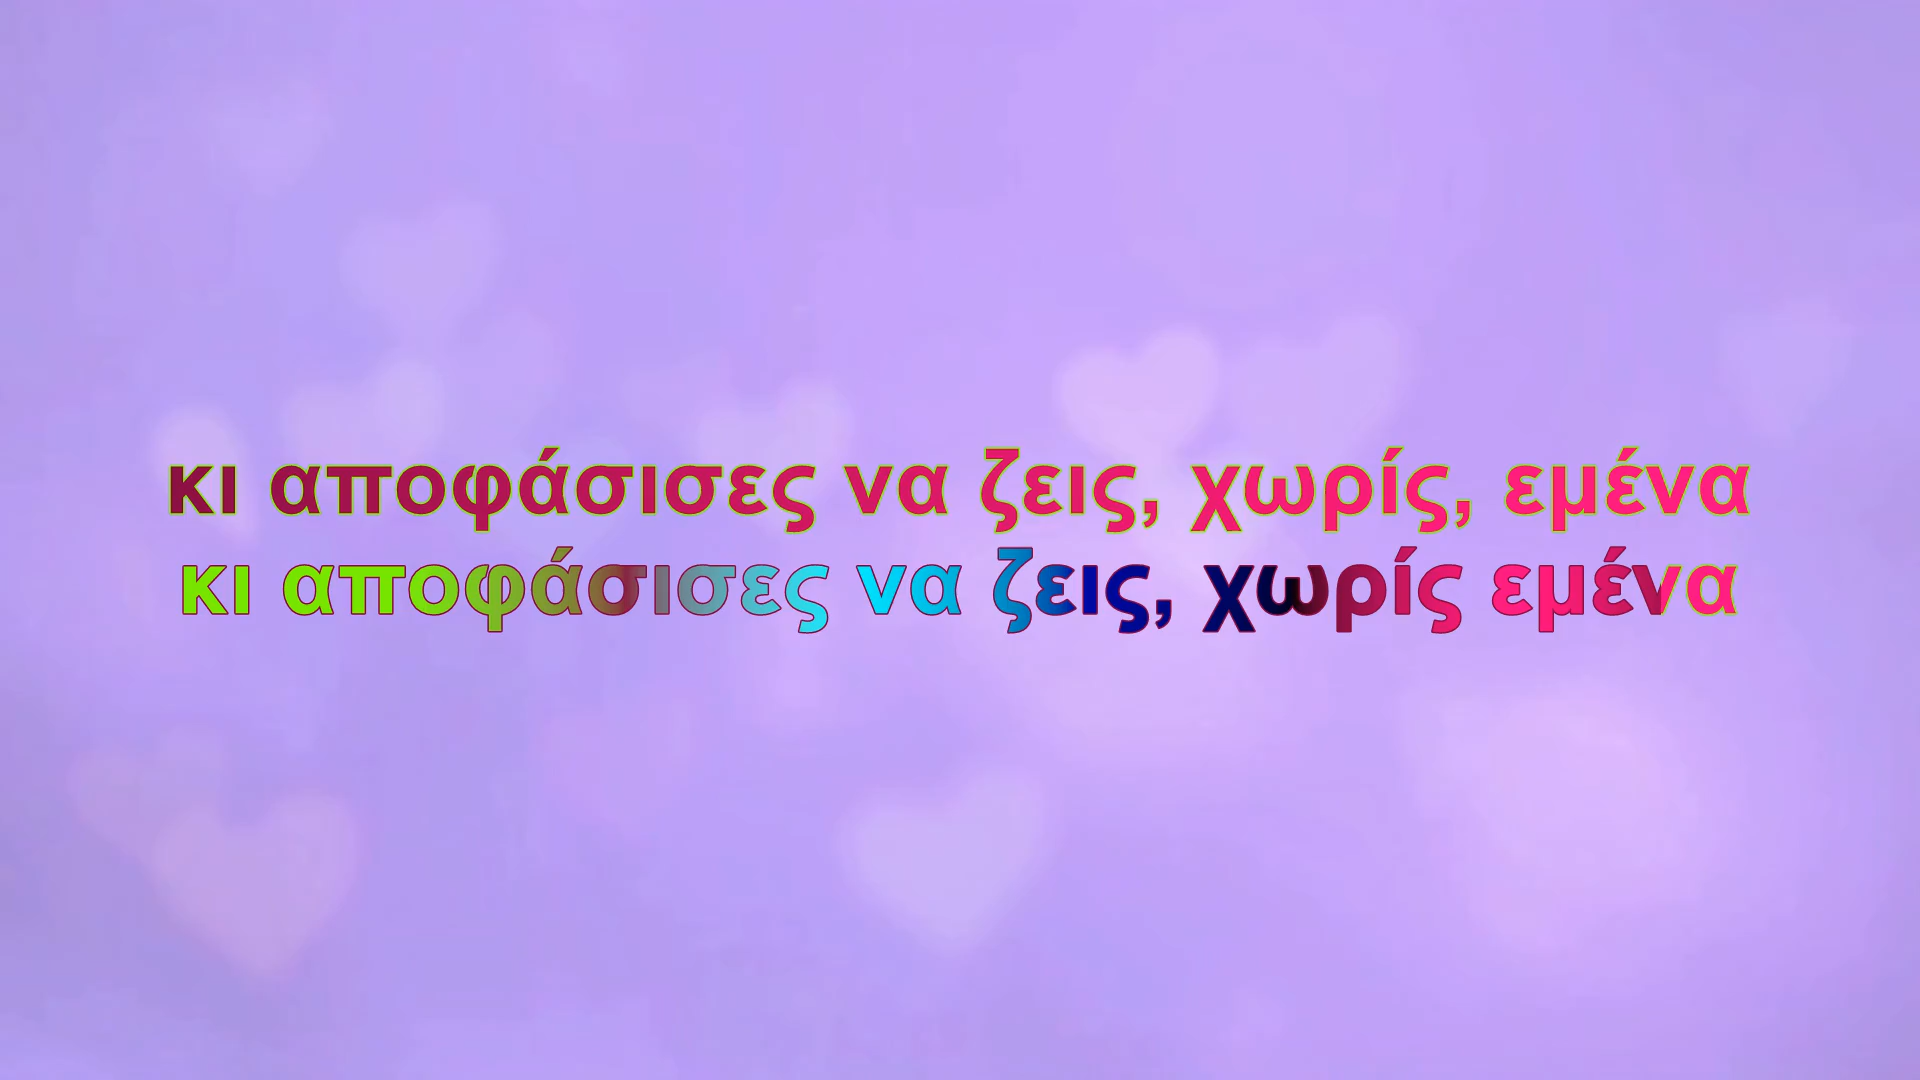 κι αποφάσισες να ζεις, χωρίς, εμένα
κι αποφάσισες να ζεις, χωρίς εμένα